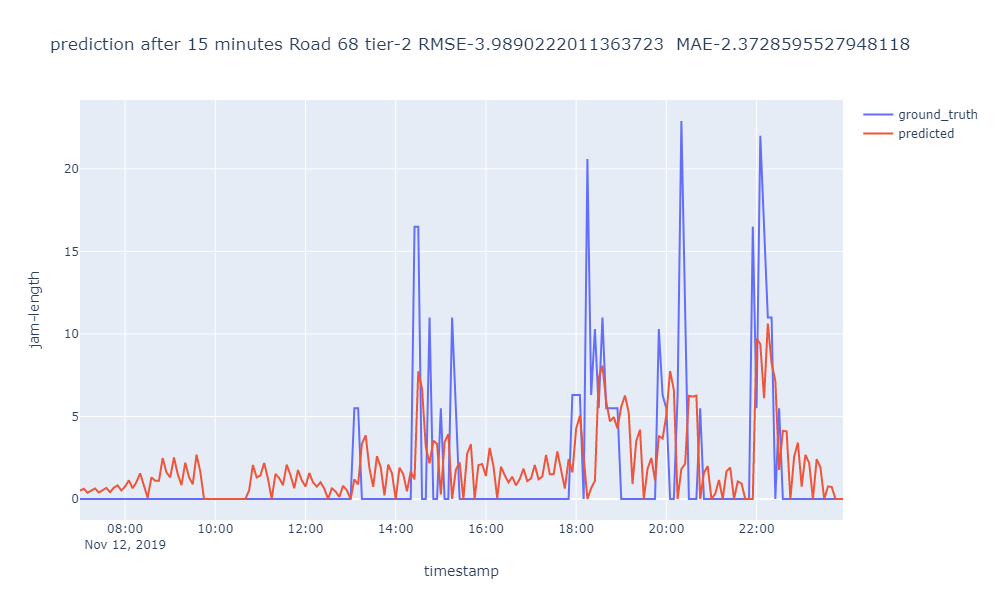 prediction after 15 minutes Road 68 tier-2 RMSE-3.9890222011363723  MAE-2.3728595527948118
ground_truth
predicted
20
15
10
5
0
jam-length
08:00 10:00 12:00 14:00 16:00 18:00 20:00 22:00
Nov 12, 2019
timestamp